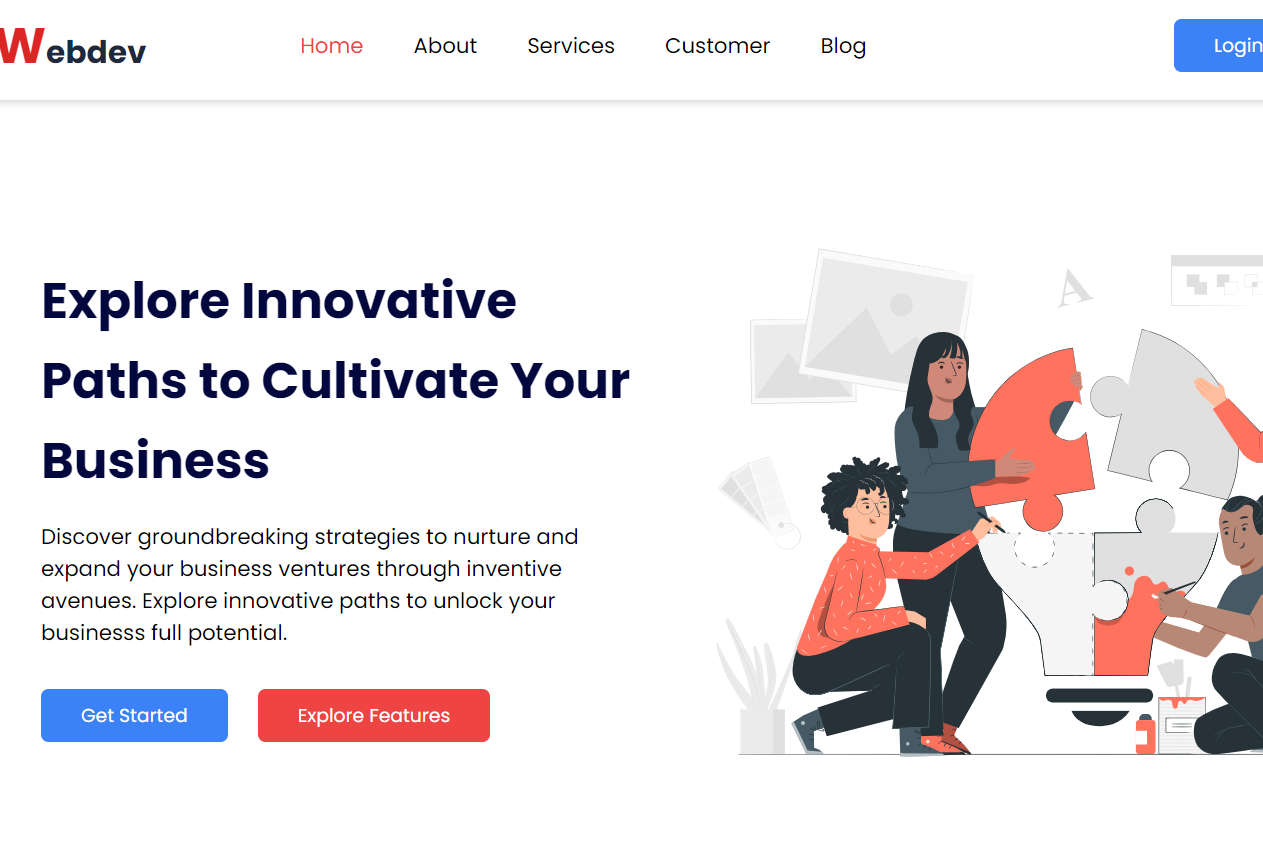 Webdev
Home About Services Customer Blog
Login
Explore Innovative
Paths to Cultivate Your
Business
Discover groundbreaking strategies to nurture and
expand your business ventures through inventive
avenues. Explore innovative paths to unlock your
businesss full potential.
Get Started Explore Features
A